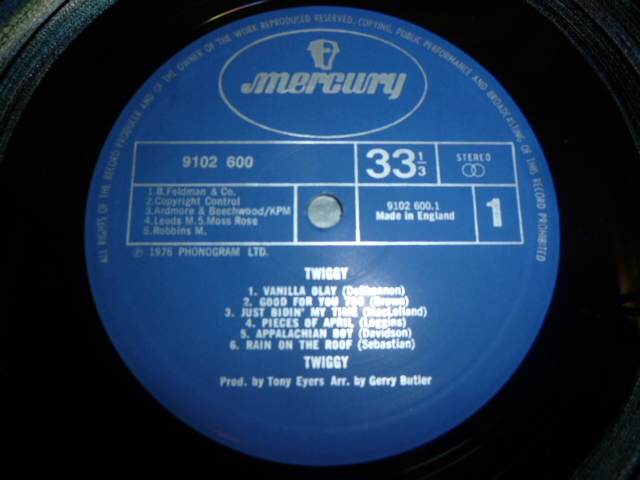 ALL RIGHTS OF THE RECORD PRODUCER AND OF THE OWNER OF THE WORK REPRODUCED RESERVED. COPYING, PUBLIC PERFORMANCE AND BROADCASTING OF THIS RECORD PROHIBITED
mercury
9102 600
33⅓
STEREO
1.B.Feldman & Co.
2.Copyright Control
3.Ardmore & Beechwood/KPM
4.Leeds M.5.Moss Rose
6.Robbins M.
9102 600.1
Made in England
1
℗ 1976 PHONOGRAM LTD.
TWIGGY
1. VANILLA OLAY (DeShannon)
2. GOOD FOR YOU TOO (Brown)
3. JUST BIDIN' MY TIME (MacLelland)
4. PIECES OF APRIL (Loggins)
5. APPALACHIAN BOY (Davidson)
6. RAIN ON THE ROOF (Sebastian)
TWIGGY
Prod. by Tony Eyers Arr. by Gerry Butler